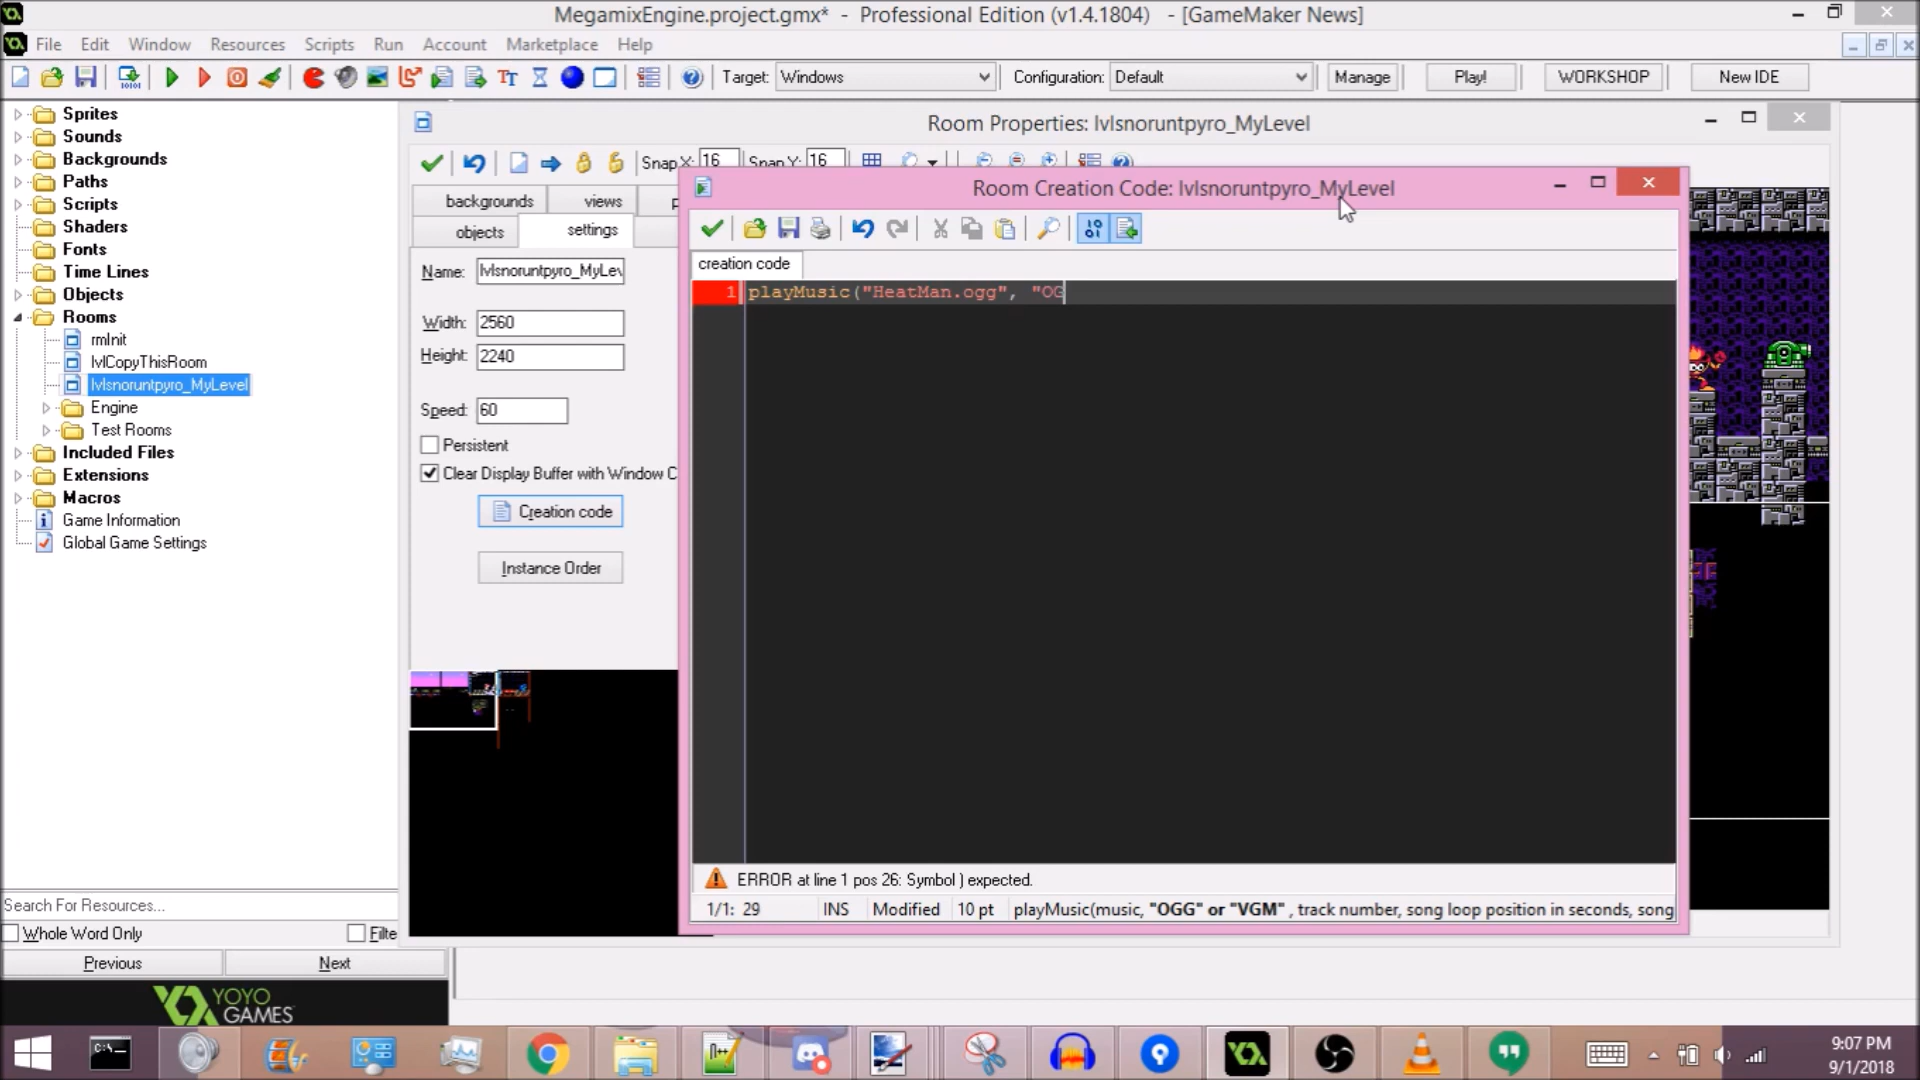 MegamixEngine.project.gmx* - Professional Edition (v1.4.1804) - [GameMaker News]
File Edit Window Resources Scripts Run Account Marketplace Help
Target: Windows Configuration: Default Manage Play! WORKSHOP New IDE
Sprites
Sounds
Backgrounds
Paths
Scripts
Shaders
Fonts
Time Lines
Objects
Rooms
rmInit
lvlCopyThisRoom
lvlsnoruntpyro_MyLevel
Engine
Test Rooms
Included Files
Extensions
Macros
Game Information
Global Game Settings
Search For Resources...
Whole Word Only Filte
Previous Next
YOYO
GAMES
Room Properties: lvlsnoruntpyro_MyLevel
Snap X: 16 Snap Y: 16
backgrounds views
objects settings
Name: lvlsnoruntpyro_MyLev
Width: 2560
Height: 2240
Speed: 60
Persistent
Clear Display Buffer with Window C
Creation code
Instance Order
Room Creation Code: lvlsnoruntpyro_MyLevel
creation code
1 playMusic("HeatMan.ogg", "OG
ERROR at line 1 pos 26: Symbol ) expected.
1/1: 29 INS Modified 10 pt playMusic(music, "OGG" or "VGM" , track number, song loop position in seconds, song
9:07 PM
9/1/2018